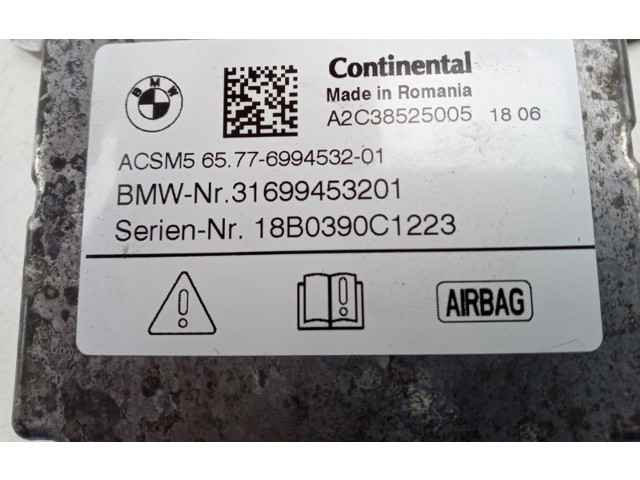 BMW
Continental
Made in Romania
A2C38525005 18 06
ACSM5 65.77-6994532-01
BMW-Nr.31699453201
Serien-Nr. 18B0390C1223
AIRBAG